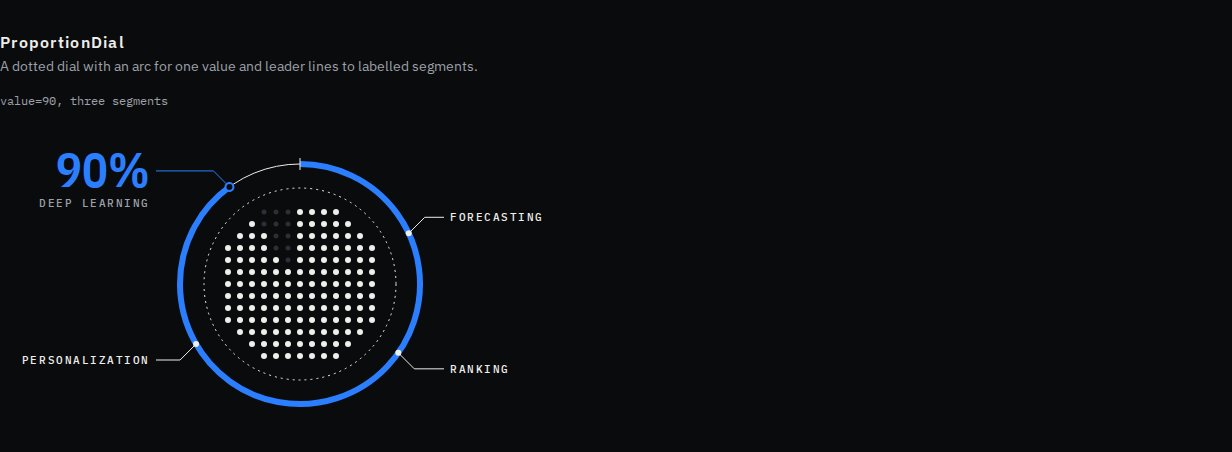 ProportionDial
A dotted dial with an arc for one value and leader lines to labelled segments.
value=90, three segments
90%
DEEP LEARNING
FORECASTING
PERSONALIZATION
RANKING